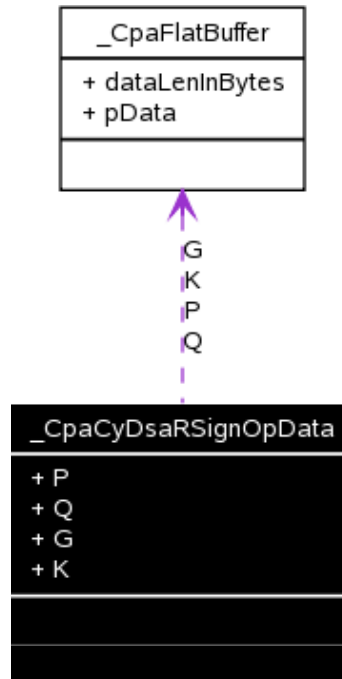 _CpaFlatBuffer
+ dataLenInBytes
+ pData
G
K
P
Q
_CpaCyDsaRSignOpData
+ P
+ Q
+ G
+ K